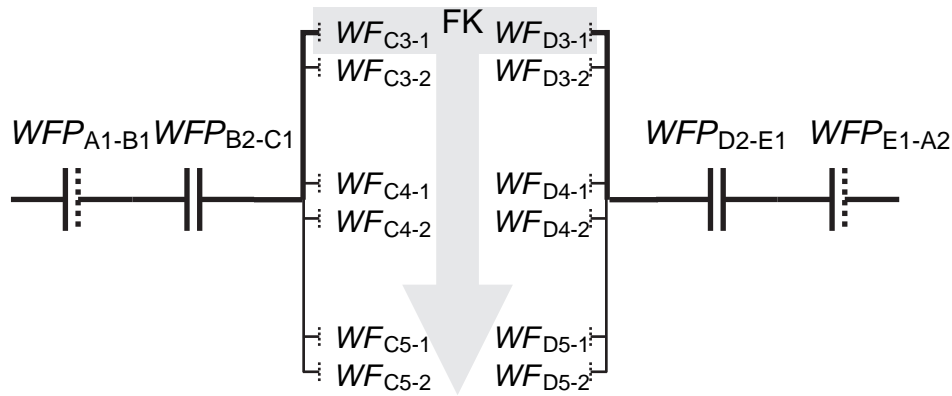 FK
WF C3-1 WF D3-1
WF C3-2 WF D3-2
WFP A1-B1 WFP B2-C1 WFP D2-E1 WFP E1-A2
WF C4-1 WF D4-1
WF C4-2 WF D4-2
WF C5-1 WF D5-1
WF C5-2 WF D5-2